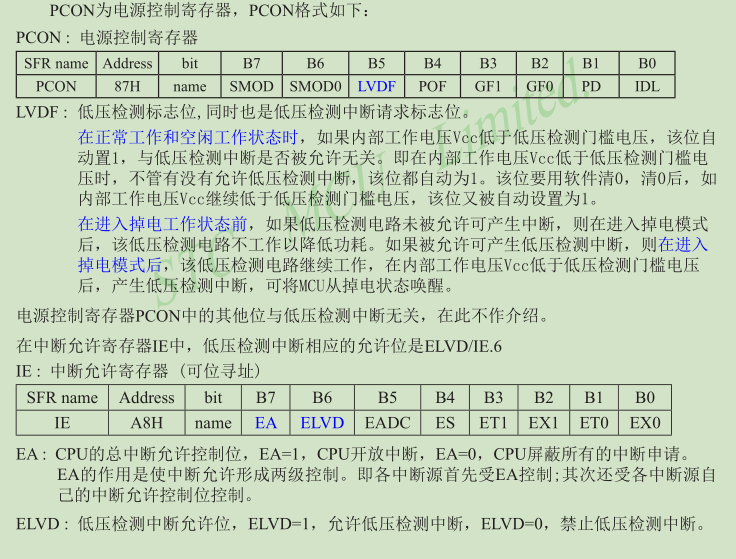 PCON为电源控制寄存器，PCON格式如下：
PCON : 电源控制寄存器
SFR name Address bit B7 B6 B5 B4 B3 B2 B1 B0
PCON 87H name SMOD SMOD0 LVDF POF GF1 GF0 PD IDL
LVDF : 低压检测标志位, 同时也是低压检测中断请求标志位。
在正常工作和空闲工作状态时，如果内部工作电压Vcc低于低压检测门槛电压，该位自
动置1，与低压检测中断是否被允许无关。即在内部工作电压Vcc低于低压检测门槛电
压时，不管有没有允许低压检测中断，该位都自动为1。该位要用软件清0，清0后，如
内部工作电压Vcc继续低于低压检测门槛电压，该位又被自动设置为1。
在进入掉电工作状态前，如果低压检测电路未被允许可产生中断，则在进入掉电模式
后，该低压检测电路不工作以降低功耗。如果被允许可产生低压检测中断，则在进入
掉电模式后，该低压检测电路继续工作，在内部工作电压Vcc低于低压检测门槛电压
后，产生低压检测中断，可将MCU从掉电状态唤醒。
电源控制寄存器PCON中的其他位与低压检测中断无关，在此不作介绍。
在中断允许寄存器IE中，低压检测中断相应的允许位是ELVD/IE.6
IE : 中断允许寄存器 (可位寻址)
SFR name Address bit B7 B6 B5 B4 B3 B2 B1 B0
IE A8H name EA ELVD EADC ES ET1 EX1 ET0 EX0
EA : CPU的总中断允许控制位，EA=1，CPU开放中断，EA=0，CPU屏蔽所有的中断申请。
EA的作用是使中断允许形成两级控制。即各中断源首先受EA控制;其次还受各中断源自
己的中断允许控制位控制。
ELVD : 低压检测中断允许位，ELVD=1，允许低压检测中断，ELVD=0，禁止低压检测中断。
STC MCU Limited.